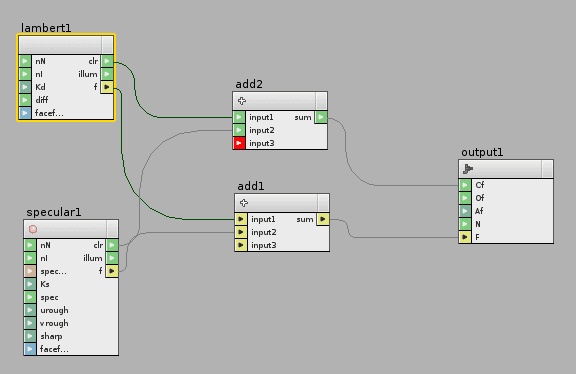 lambert1
nN clr
nI illum
Kd f
diff
facef...
add2
input1 sum
input2
input3
output1
Cf
Of
Af
N
F
add1
input1 sum
input2
input3
specular1
nN clr
nI illum
spec... f
Ks
spec
urough
vrough
sharp
facef...